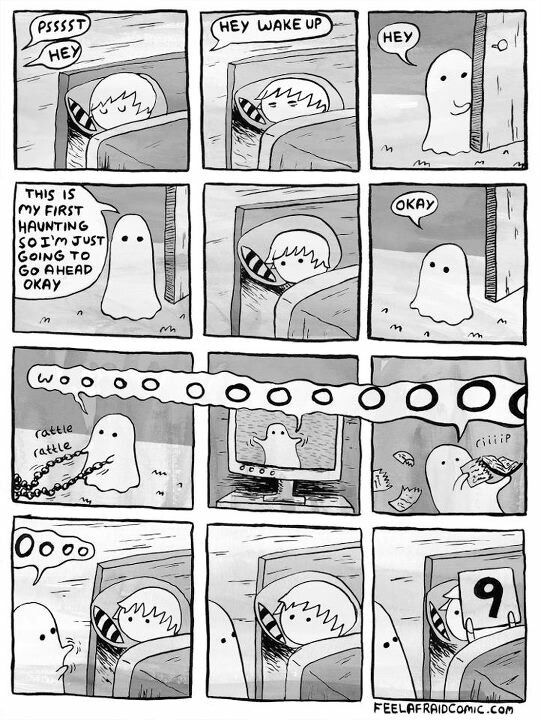 PSSSST
HEY
HEY WAKE UP
HEY
THIS IS
MY FIRST
HAUNTING
SO I'M JUST
GOING TO
GO AHEAD
OKAY
OKAY
WOOOO O O O O O O O O O O
rattle
rattle
riiiip
Oooo
9
FEELAFRAIDCOMIC.COM